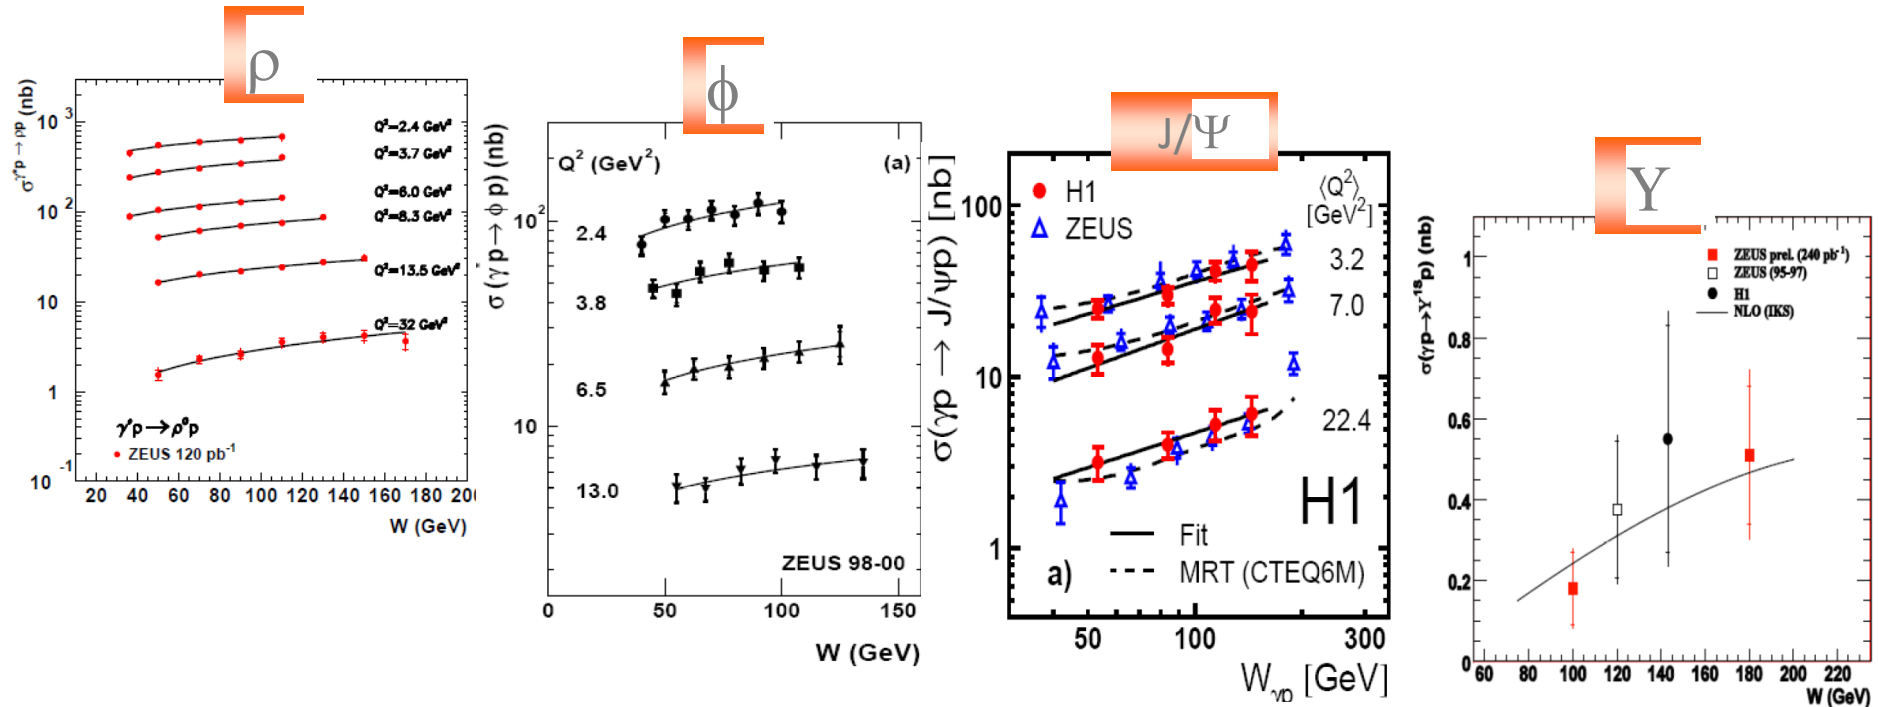 ρ
σ^γ*p→ρp (nb)
10^3
10^2
10
1
10^-1
Q²=2.4 GeV²
Q²=3.7 GeV²
Q²=6.0 GeV²
Q²=8.3 GeV²
Q²=13.5 GeV²
Q²=32 GeV²
γ*p→ρ⁰p
ZEUS 120 pb⁻¹
20 40 60 80 100 120 140 160 180 200
W (GeV)
ϕ
σ (γ p → ϕ p) (nb)
Q² (GeV²)
(a)
10^2
10
2.4
3.8
6.5
13.0
ZEUS 98-00
0 50 100 150
W (GeV)
J/Ψ
σ(γp → J/ψp) [nb]
100
10
1
H1
ZEUS
⟨Q²⟩
[GeV²]
3.2
7.0
22.4
H1
Fit
a)
MRT (CTEQ6M)
50 100 300
W_γp [GeV]
Υ
σ(γp→Υ^1S p) (nb)
1
0.8
0.6
0.4
0.2
0
ZEUS prel. (240 pb⁻¹)
ZEUS (95-97)
H1
NLO (IKS)
60 80 100 120 140 160 180 200 220
W (GeV)